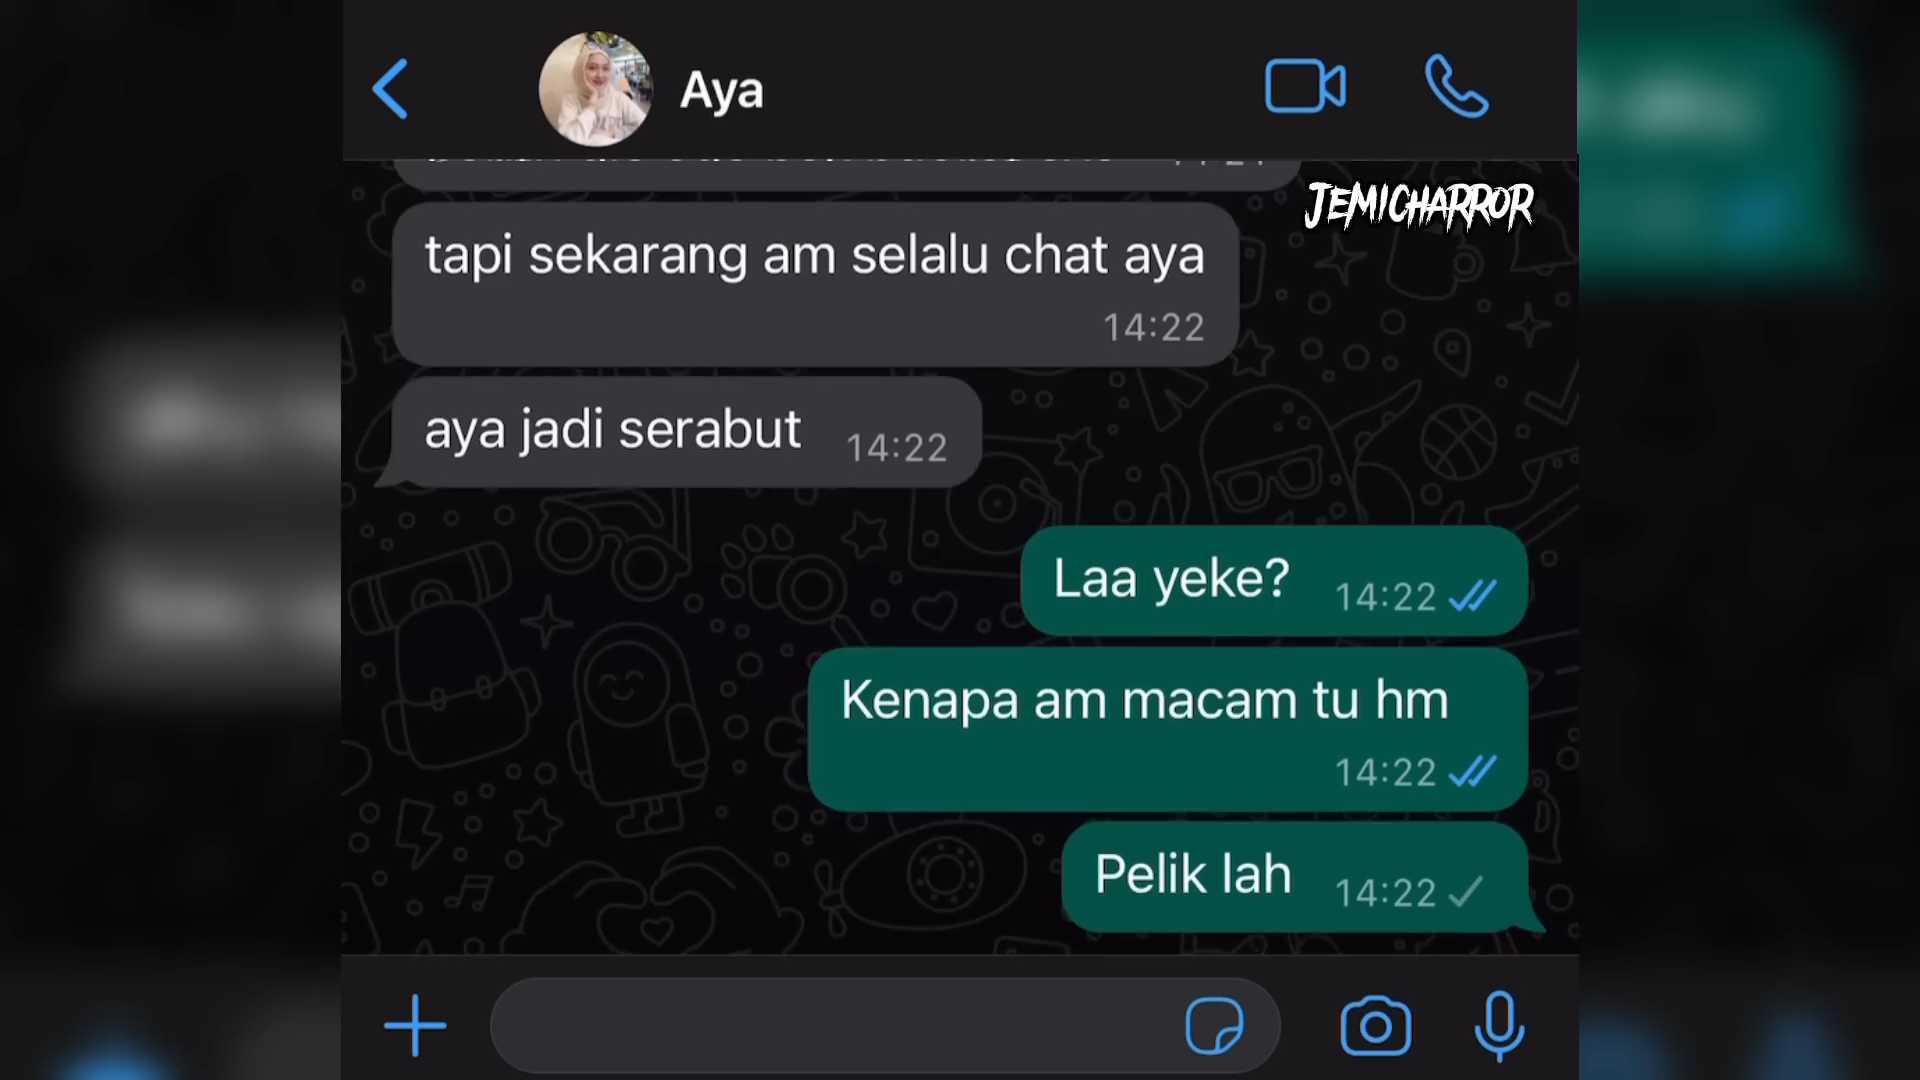 Aya
JEMICHARROR
tapi sekarang am selalu chat aya
14:22
aya jadi serabut 14:22
Laa yeke? 14:22
Kenapa am macam tu hm
14:22
Pelik lah 14:22